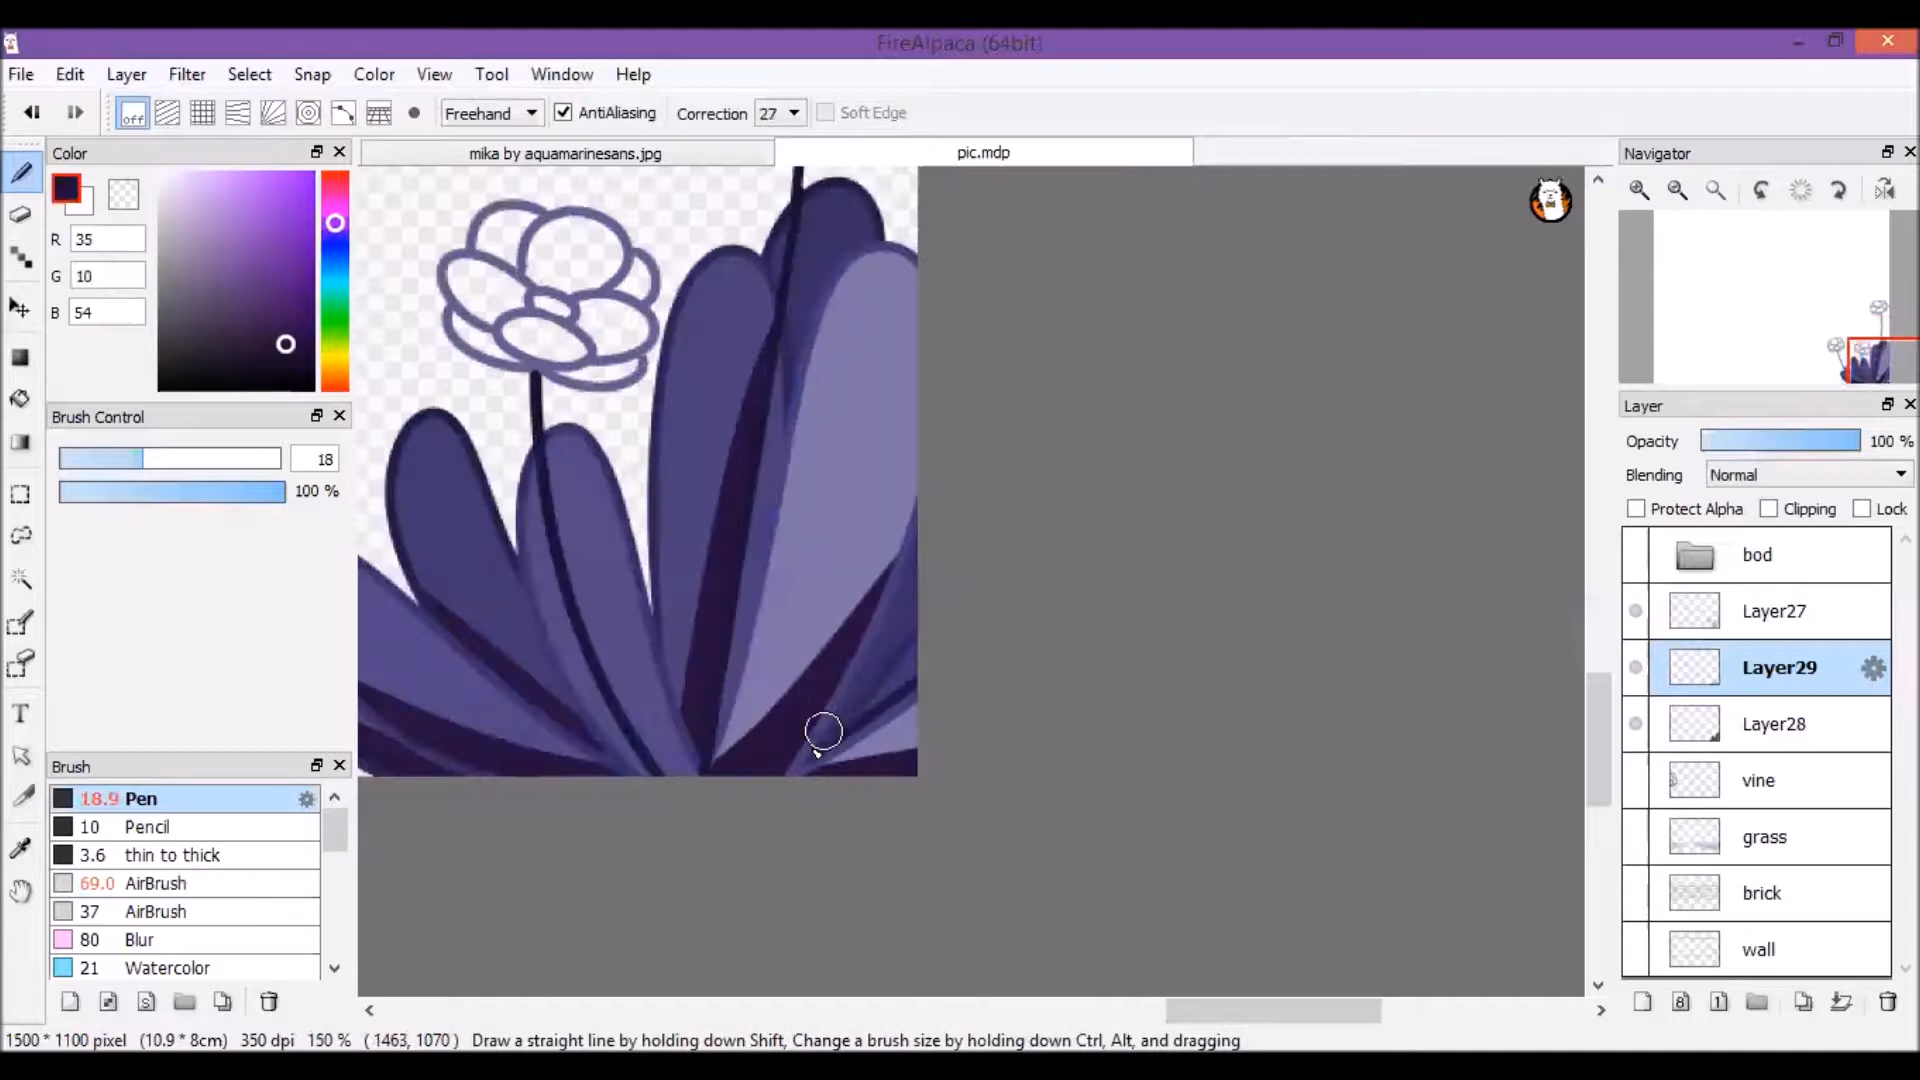 FireAlpaca (64bit)
File Edit Layer Filter Select Snap Color View Tool Window Help
off Freehand AntiAliasing Correction 27 Soft Edge
Color
mika by aquamarinesans.jpg
pic.mdp
Navigator
R 35
G 10
B 54
Brush Control
18
100 %
Layer
Opacity 100 %
Blending Normal
Protect Alpha Clipping Lock
bod
Layer27
Layer29
Layer28
vine
grass
brick
wall
Brush
18.9 Pen
10 Pencil
3.6 thin to thick
69.0 AirBrush
37 AirBrush
80 Blur
21 Watercolor
T
S
8
1
1500 * 1100 pixel (10.9 * 8cm) 350 dpi 150 % ( 1463, 1070 ) Draw a straight line by holding down Shift, Change a brush size by holding down Ctrl, Alt, and dragging